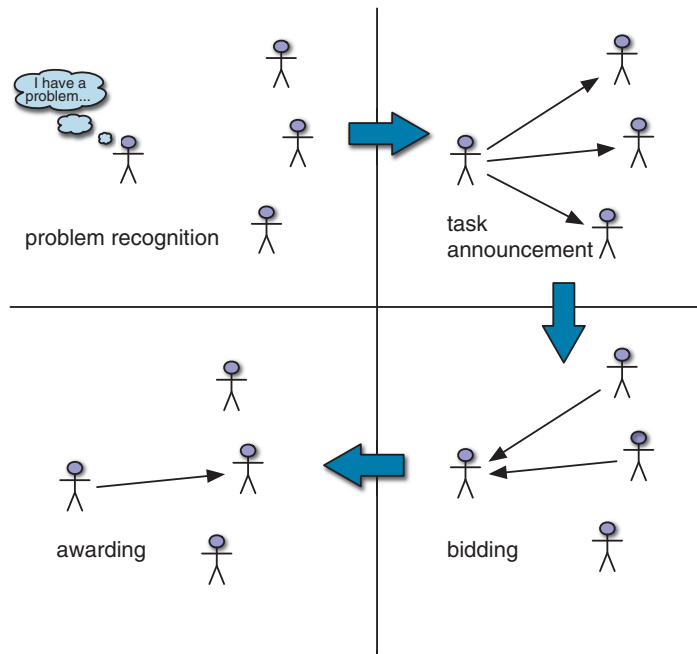 I have a
problem...
problem recognition
task
announcement
awarding
bidding